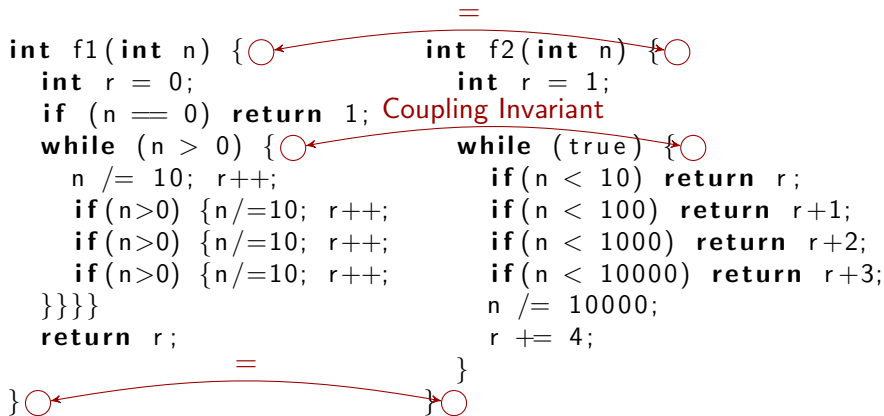 =
int f1(int n) {
int r = 0;
if (n == 0) return 1;
while (n > 0) {
n /= 10; r++;
if(n>0) {n/=10; r++;
if(n>0) {n/=10; r++;
if(n>0) {n/=10; r++;
}}}}
return r;
}
Coupling Invariant
int f2(int n) {
int r = 1;
while (true) {
if(n < 10) return r;
if(n < 100) return r+1;
if(n < 1000) return r+2;
if(n < 10000) return r+3;
n /= 10000;
r += 4;
}
}
=